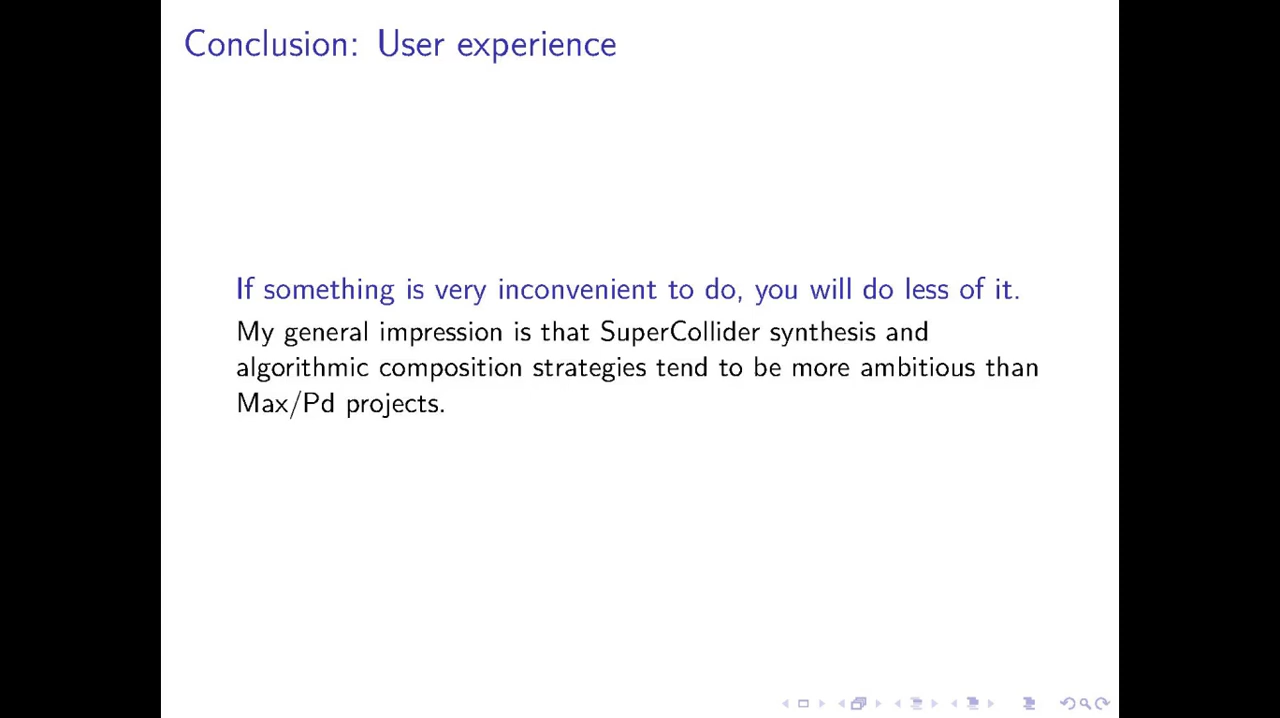 Conclusion: User experience
If something is very inconvenient to do, you will do less of it.
My general impression is that SuperCollider synthesis and
algorithmic composition strategies tend to be more ambitious than
Max/Pd projects.